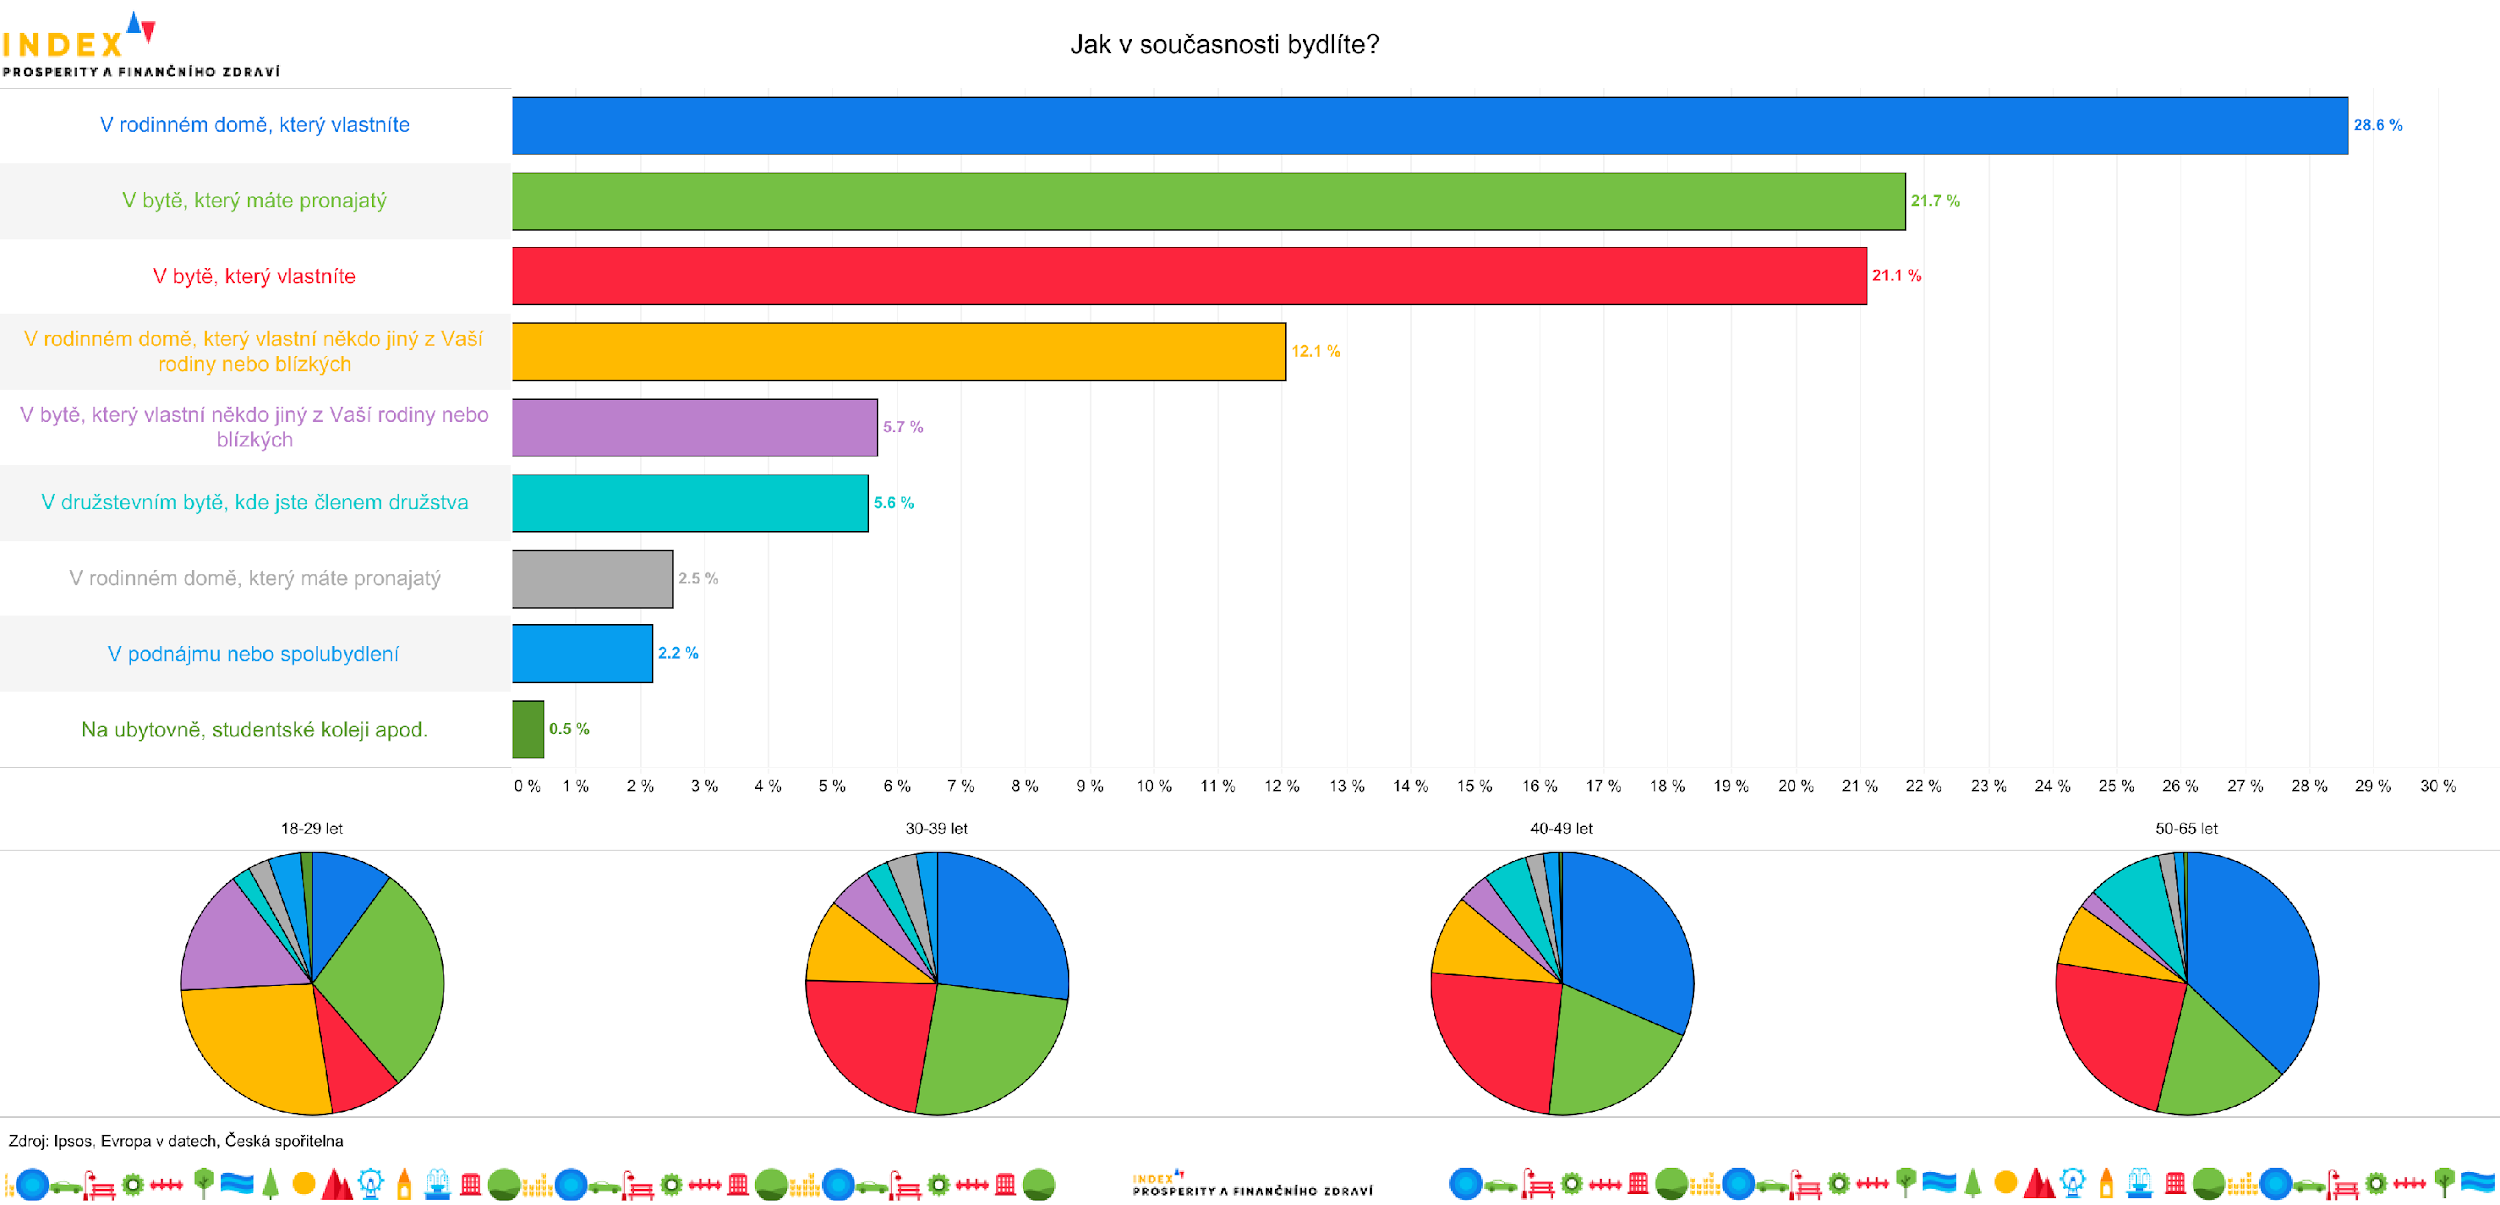 INDEX
PROSPERITY A FINANČNÍHO ZDRAVÍ
Jak v současnosti bydlíte?
V rodinném domě, který vlastníte
28.6 %
V bytě, který máte pronajatý
21.7 %
V bytě, který vlastníte
21.1 %
V rodinném domě, který vlastní někdo jiný z Vaší
rodiny nebo blízkých
12.1 %
V bytě, který vlastní někdo jiný z Vaší rodiny nebo
blízkých
5.7 %
V družstevním bytě, kde jste členem družstva
5.6 %
V rodinném domě, který máte pronajatý
2.5 %
V podnájmu nebo spolubydlení
2.2 %
Na ubytovně, studentské koleji apod.
0.5 %
0 % 1 % 2 % 3 % 4 % 5 % 6 % 7 % 8 % 9 % 10 % 11 % 12 % 13 % 14 % 15 % 16 % 17 % 18 % 19 % 20 % 21 % 22 % 23 % 24 % 25 % 26 % 27 % 28 % 29 % 30 %
18-29 let 30-39 let 40-49 let 50-65 let
Zdroj: Ipsos, Evropa v datech, Česká spořitelna
INDEX
PROSPERITY A FINANČNÍHO ZDRAVÍ